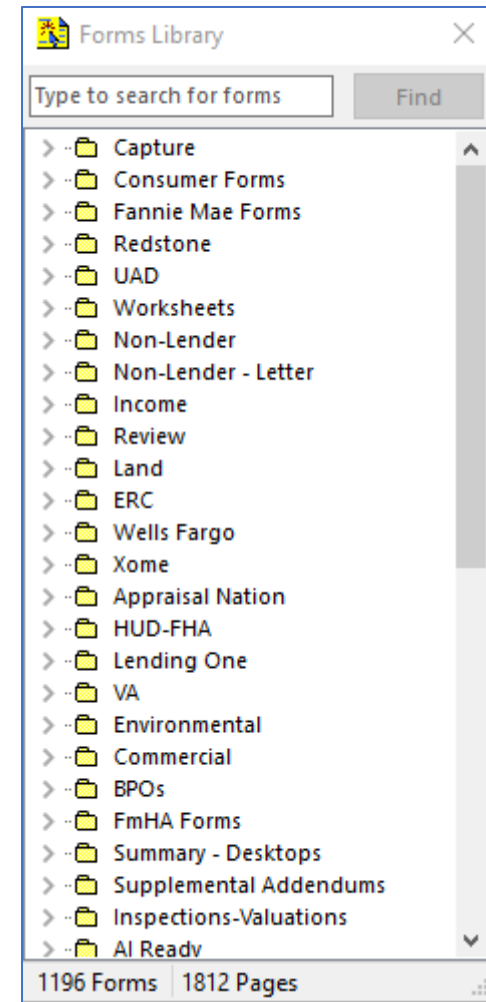 Forms Library
Type to search for forms Find
Capture
Consumer Forms
Fannie Mae Forms
Redstone
UAD
Worksheets
Non-Lender
Non-Lender - Letter
Income
Review
Land
ERC
Wells Fargo
Xome
Appraisal Nation
HUD-FHA
Lending One
VA
Environmental
Commercial
BPOs
FmHA Forms
Summary - Desktops
Supplemental Addendums
Inspections-Valuations
AI Ready
1196 Forms 1812 Pages